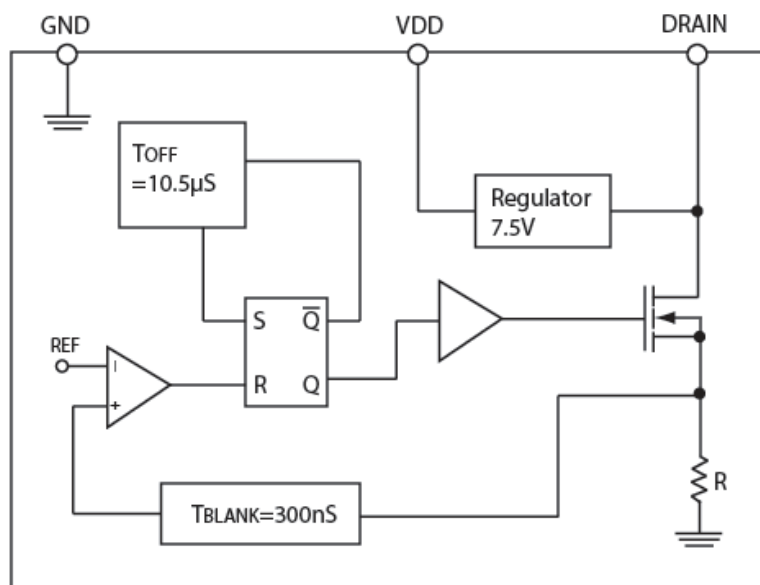 GND
VDD
DRAIN
TOFF
=10.5µS
Regulator
7.5V
S
Q̅
REF
R
Q
R
TBLANK=300nS